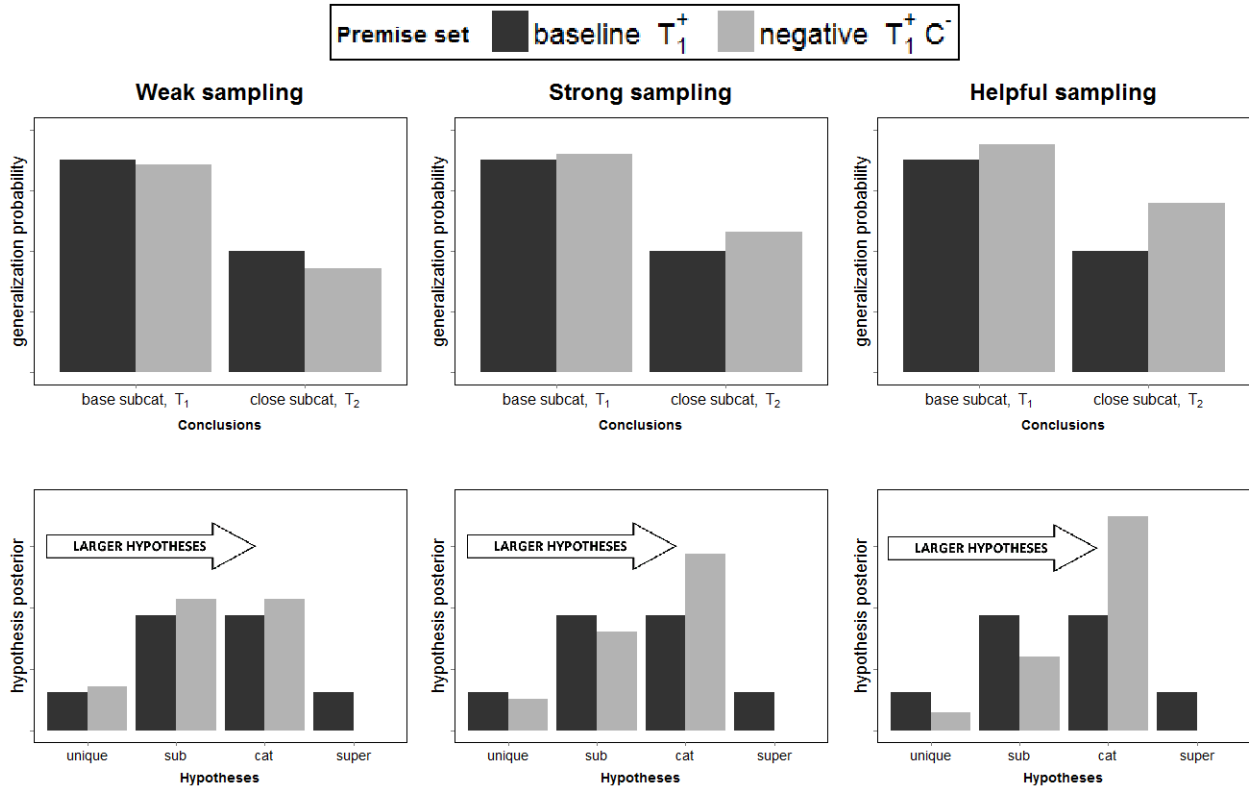 Premise set baseline T₁⁺ negative T₁⁺ C⁻
Weak sampling
Strong sampling
Helpful sampling
generalization probability
base subcat, T₁ close subcat, T₂
Conclusions
generalization probability
base subcat, T₁ close subcat, T₂
Conclusions
generalization probability
base subcat, T₁ close subcat, T₂
Conclusions
hypothesis posterior
LARGER HYPOTHESES
unique sub cat super
Hypotheses
hypothesis posterior
LARGER HYPOTHESES
unique sub cat super
Hypotheses
hypothesis posterior
LARGER HYPOTHESES
unique sub cat super
Hypotheses